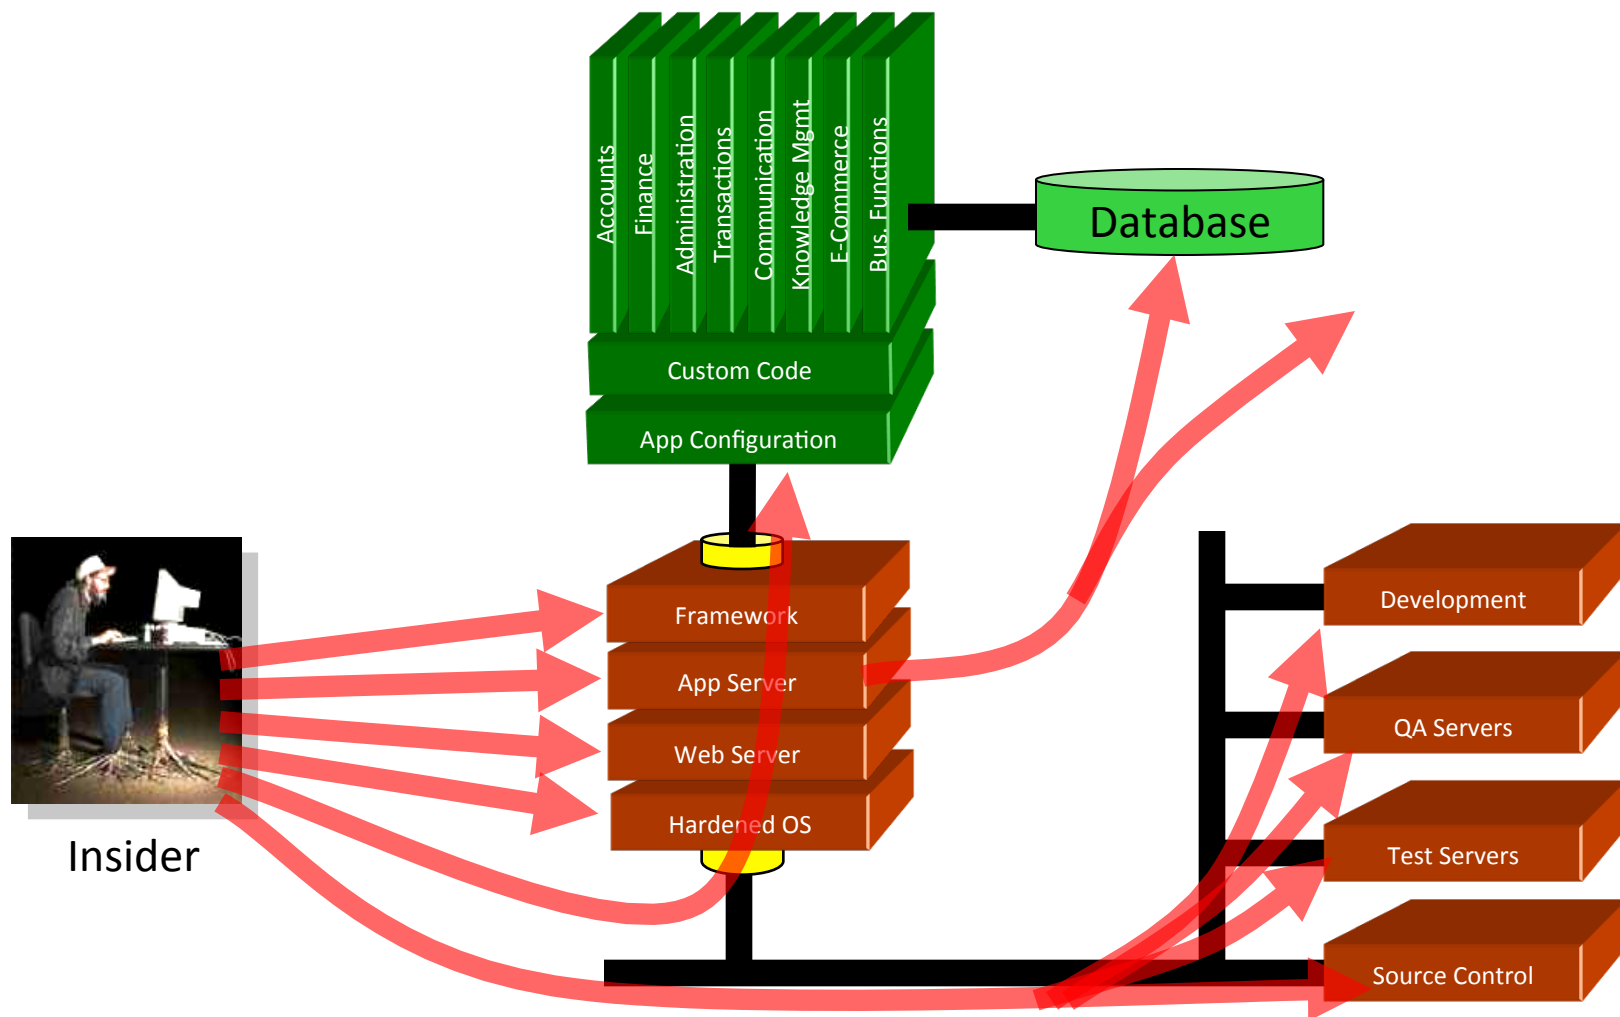 Accounts
Finance
Administration
Transactions
Communication
Knowledge Mgmt
E-Commerce
Bus. Functions
Database
Custom Code
App Configuration
Framework
App Server
Web Server
Hardened OS
Insider
Development
QA Servers
Test Servers
Source Control